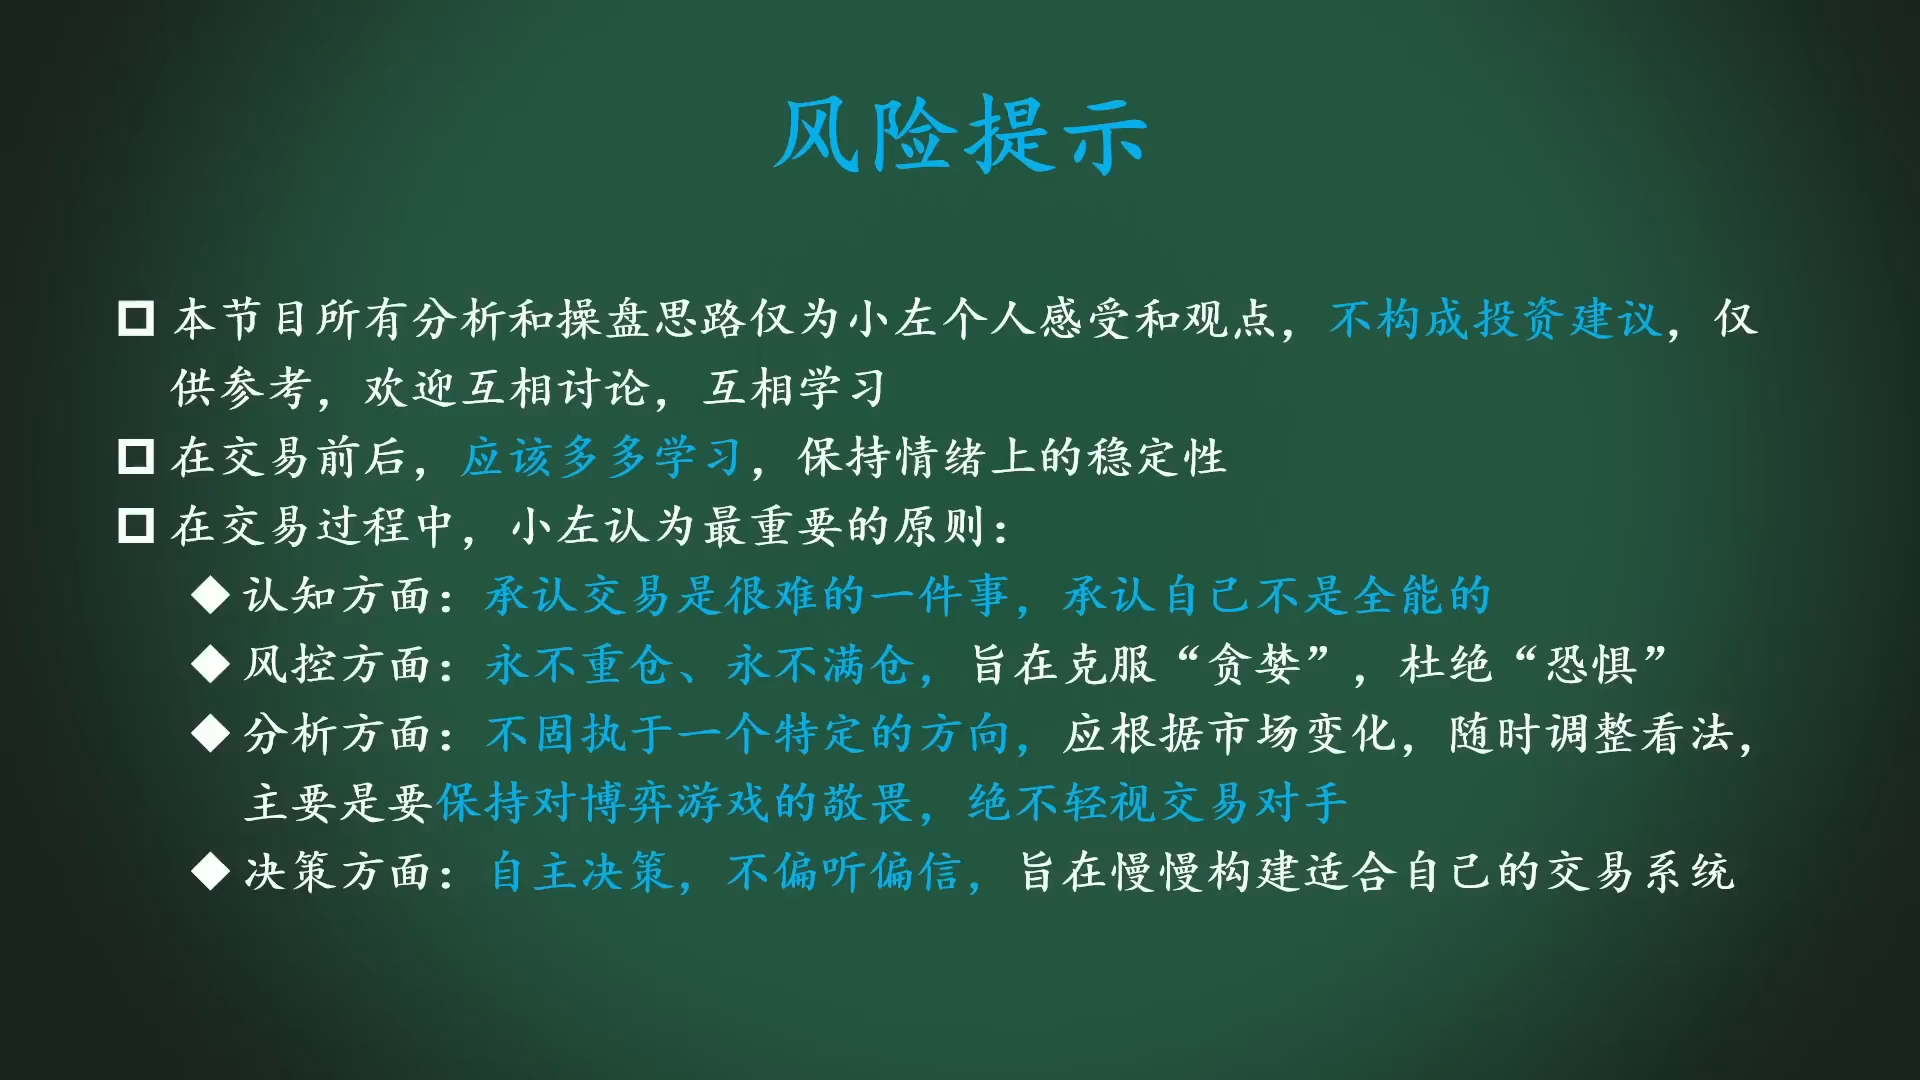 风险提示
本节目所有分析和操盘思路仅为小左个人感受和观点，不构成投资建议，仅
供参考，欢迎互相讨论，互相学习
在交易前后，应该多多学习，保持情绪上的稳定性
在交易过程中，小左认为最重要的原则：
认知方面：承认交易是很难的一件事，承认自己不是全能的
风控方面：永不重仓、永不满仓，旨在克服“贪婪”，杜绝“恐惧”
分析方面：不固执于一个特定的方向，应根据市场变化，随时调整看法，
主要是要保持对博弈游戏的敬畏，绝不轻视交易对手
决策方面：自主决策，不偏听偏信，旨在慢慢构建适合自己的交易系统